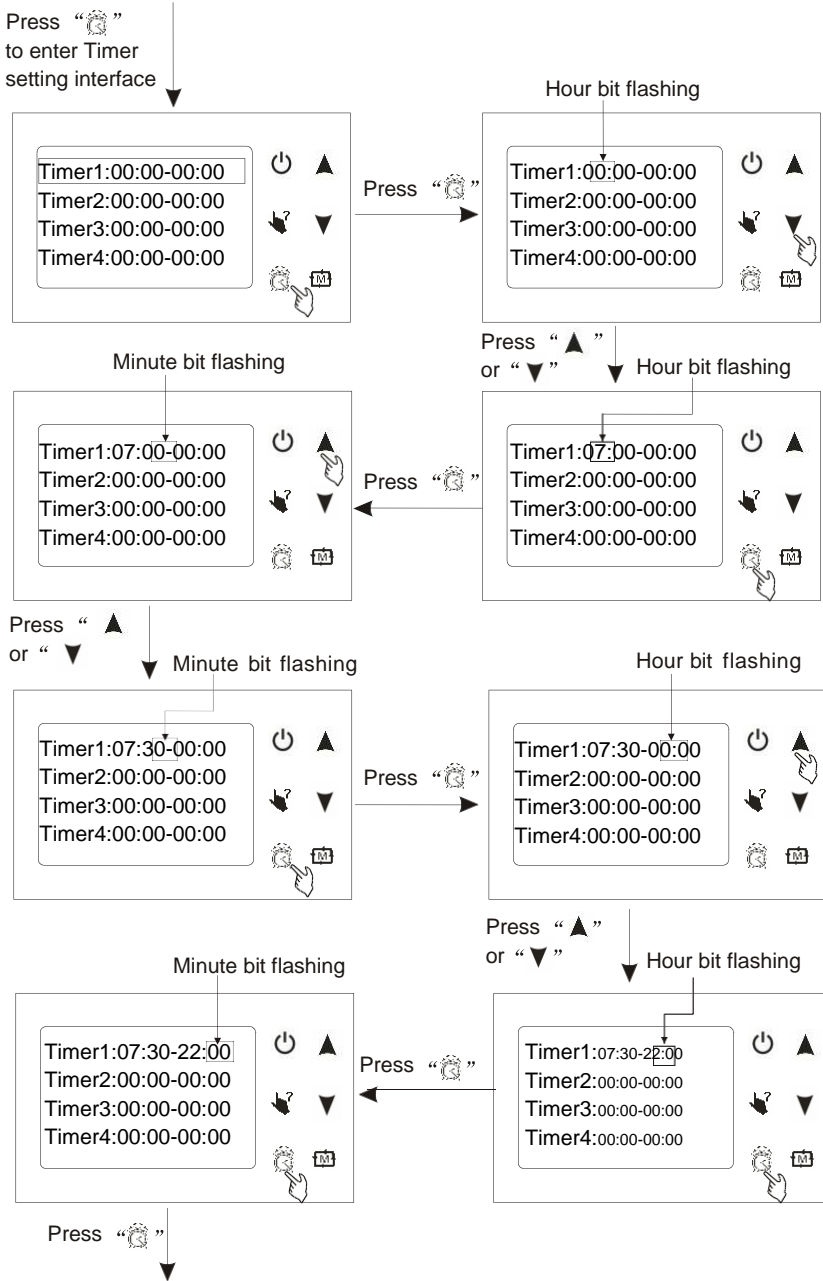 Press “ ”
to enter Timer
setting interface
Hour bit flashing
Timer1:00:00-00:00
Timer2:00:00-00:00
Timer3:00:00-00:00
Timer4:00:00-00:00
M
Press “ ”
Timer1:00:00-00:00
Timer2:00:00-00:00
Timer3:00:00-00:00
Timer4:00:00-00:00
M
Press “ ”
or “ ”
Hour bit flashing
Timer1:07:00-00:00
Timer2:00:00-00:00
Timer3:00:00-00:00
Timer4:00:00-00:00
M
Press “ ”
Minute bit flashing
Timer1:07:00-00:00
Timer2:00:00-00:00
Timer3:00:00-00:00
Timer4:00:00-00:00
M
Press “
or “
Minute bit flashing
Timer1:07:30-00:00
Timer2:00:00-00:00
Timer3:00:00-00:00
Timer4:00:00-00:00
M
Press “ ”
Hour bit flashing
Timer1:07:30-00:00
Timer2:00:00-00:00
Timer3:00:00-00:00
Timer4:00:00-00:00
M
Press “ ”
or “ ”
Hour bit flashing
Timer1:07:30-22:00
Timer2:00:00-00:00
Timer3:00:00-00:00
Timer4:00:00-00:00
M
Press “ ”
Minute bit flashing
Timer1:07:30-22:00
Timer2:00:00-00:00
Timer3:00:00-00:00
Timer4:00:00-00:00
M
Press “ ”